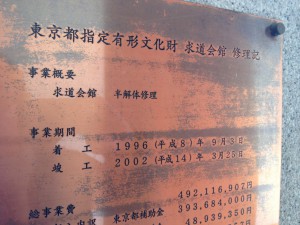 東京都指定有形文化財 求道会館 修理記
事業概要
求道会館 半解体修理
事業期間
着 工 1996(平成8)年 9月3日
竣 工 2002(平成14)年 3月25日
492,116,907円
総事業費
東京都補助金 393,684,000円
48,939,350円